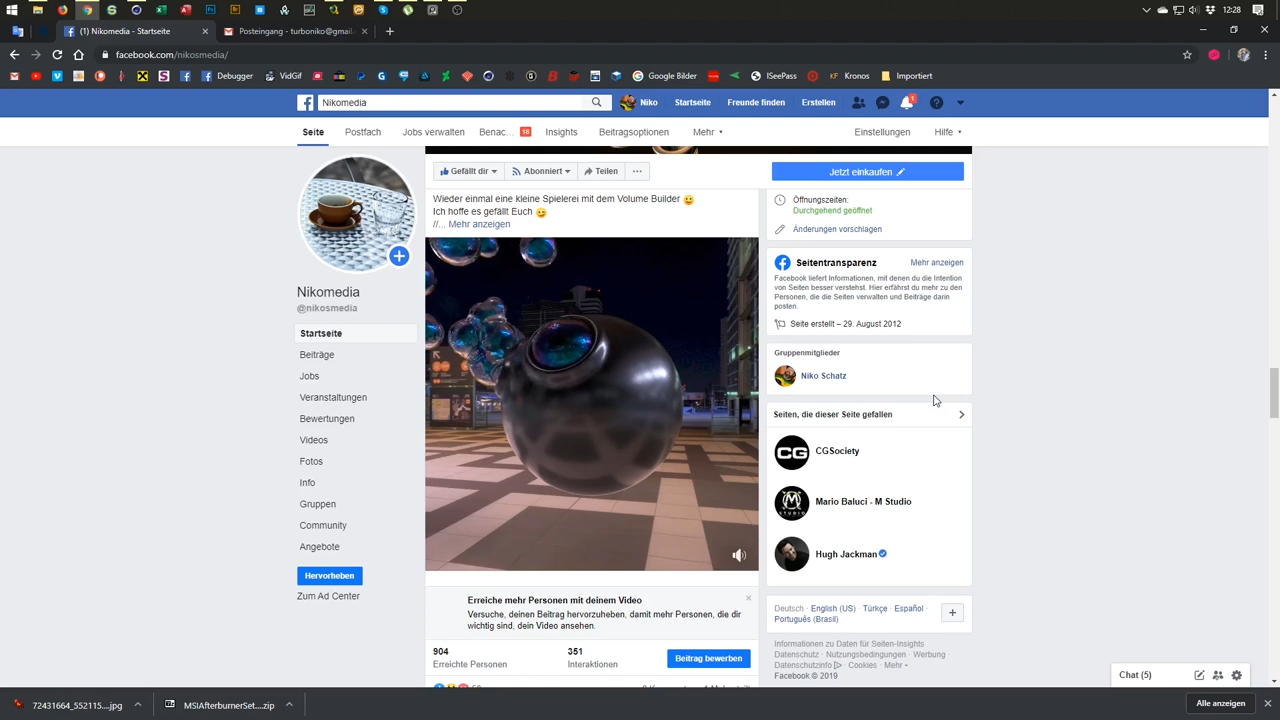 12:28
Nikomedia - Startseite
Posteingang - turboniko@gmail
facebook.com/nikosmedia/
Debugger
VidGif
Google Bilder
ISeePass
KF Kronos
Importiert
Nikomedia
Niko
Startseite
Freunde finden
Erstellen
1
Seite
Postfach
Jobs verwalten
Benac...
18
Insights
Beitragsoptionen
Mehr
Einstellungen
Hilfe
Gefällt dir
Abonniert
Teilen
Jetzt einkaufen
Nikomedia
@nikosmedia
Startseite
Beiträge
Jobs
Veranstaltungen
Bewertungen
Videos
Fotos
Info
Gruppen
Community
Angebote
Hervorheben
Zum Ad Center
Wieder einmal eine kleine Spielerei mit dem Volume Builder
Ich hoffe es gefällt Euch
//... Mehr anzeigen
Erreiche mehr Personen mit deinem Video
Versuche, deinen Beitrag hervorzuheben, damit mehr Personen, die dir
wichtig sind, dein Video ansehen.
904
Erreichte Personen
351
Interaktionen
Beitrag bewerben
Öffnungszeiten:
Durchgehend geöffnet
Änderungen vorschlagen
Seitentransparenz
Mehr anzeigen
Facebook liefert Informationen, mit denen du die Intention
von Seiten besser verstehst. Hier erfährst du mehr zu den
Personen, die die Seiten verwalten und Beiträge darin
posten.
Seite erstellt – 29. August 2012
Gruppenmitglieder
Niko Schatz
Seiten, die dieser Seite gefallen
CG
CGSociety
Mario Baluci - M Studio
Hugh Jackman
Deutsch · English (US) · Türkçe · Español ·
Português (Brasil)
Informationen zu Daten für Seiten-Insights
Datenschutz · Nutzungsbedingungen · Werbung ·
Datenschutzinfo · Cookies · Mehr
Facebook © 2019
Chat (5)
72431664_552115....jpg
MSIAfterburnerSet....zip
Alle anzeigen